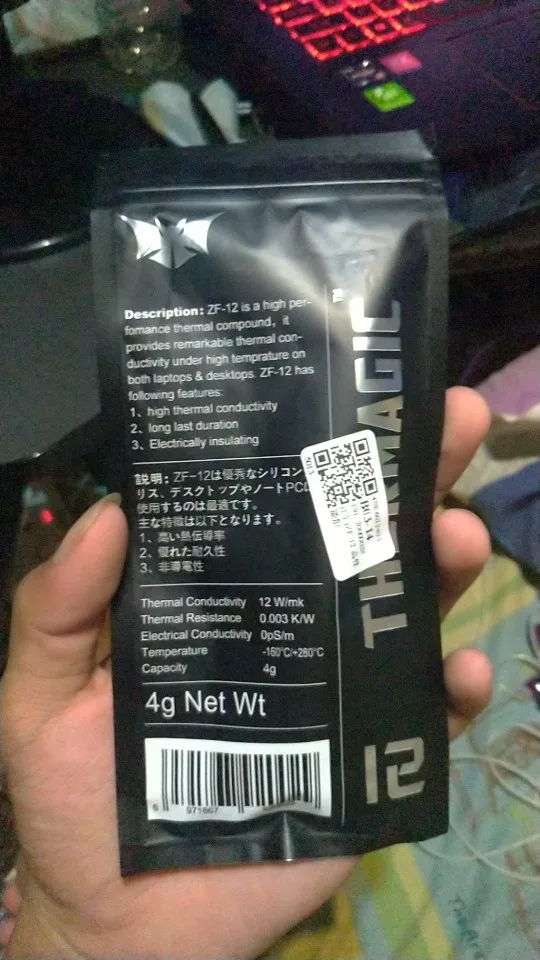 Description: ZF-12 is a high per-
fomance thermal compound, it
provides remarkable thermal con-
ductivity under high temprature on
both laptops & desktops. ZF-12 has
following features:
1、high thermal conductivity
2、long last duration
3、Electrically insulating
説明: ZF-12は優秀なシリコン
リス、デスクトップやノートPCに
使用するのは最適です。
主な特徴は以下となります。
1、高い熱伝導率
2、優れた耐久性
3、非導電性
Thermal Conductivity 12 W/mk
Thermal Resistance 0.003 K/W
Electrical Conductivity 0pS/m
Temperature -160°C/+280°C
Capacity 4g
4g Net Wt
6 971867
THERMAGIC
BH3-14